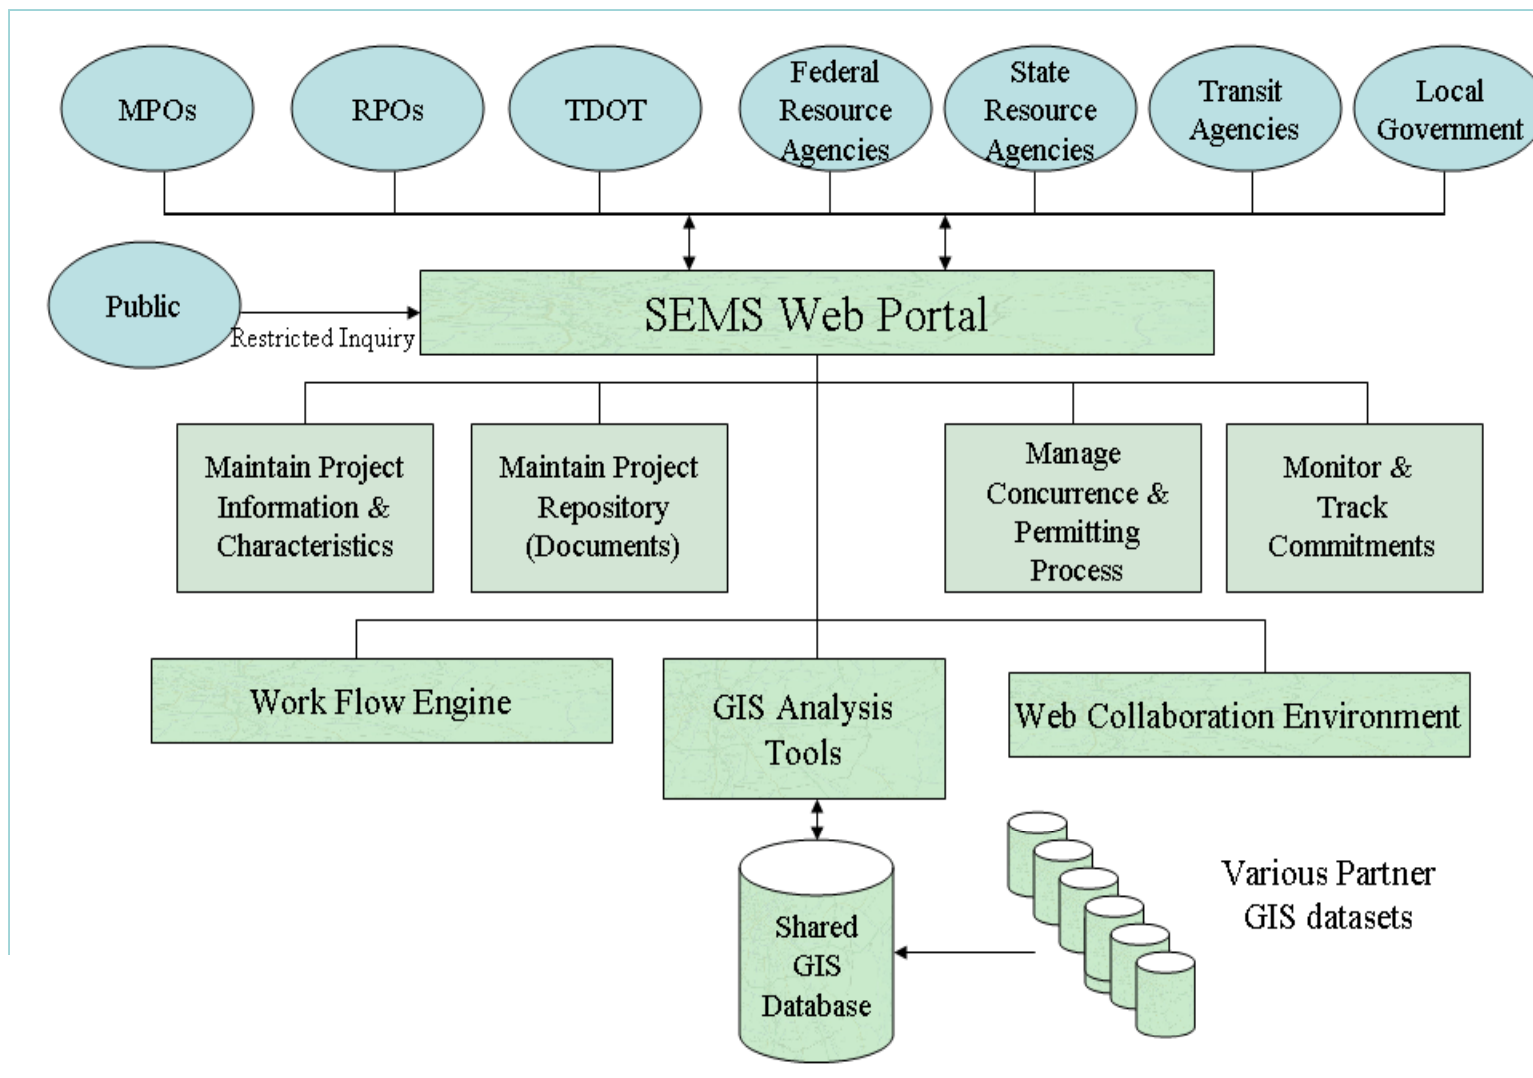 MPOs
RPOs
TDOT
Federal
Resource
Agencies
State
Resource
Agencies
Transit
Agencies
Local
Government
Public
Restricted Inquiry
SEMS Web Portal
Maintain Project
Information &
Characteristics
Maintain Project
Repository
(Documents)
Manage
Concurrence &
Permitting
Process
Monitor &
Track
Commitments
Work Flow Engine
GIS Analysis
Tools
Web Collaboration Environment
Shared
GIS
Database
Various Partner
GIS datasets